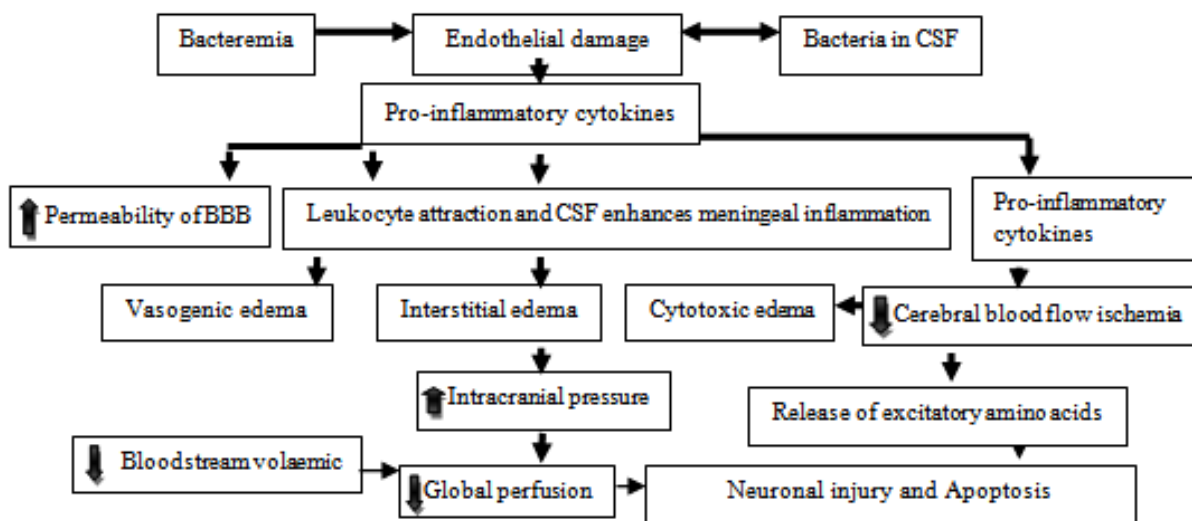 Bacteremia
Endothelial damage
Bacteria in CSF
Pro-inflammatory cytokines
Permeability of BBB
Leukocyte attraction and CSF enhances meningeal inflammation
Pro-inflammatory
cytokines
Vasogenic edema
Interstitial edema
Cytotoxic edema
Cerebral blood flow ischemia
Intracranial pressure
Release of excitatory amino acids
Bloodstream volaemic
Global perfusion
Neuronal injury and Apoptosis